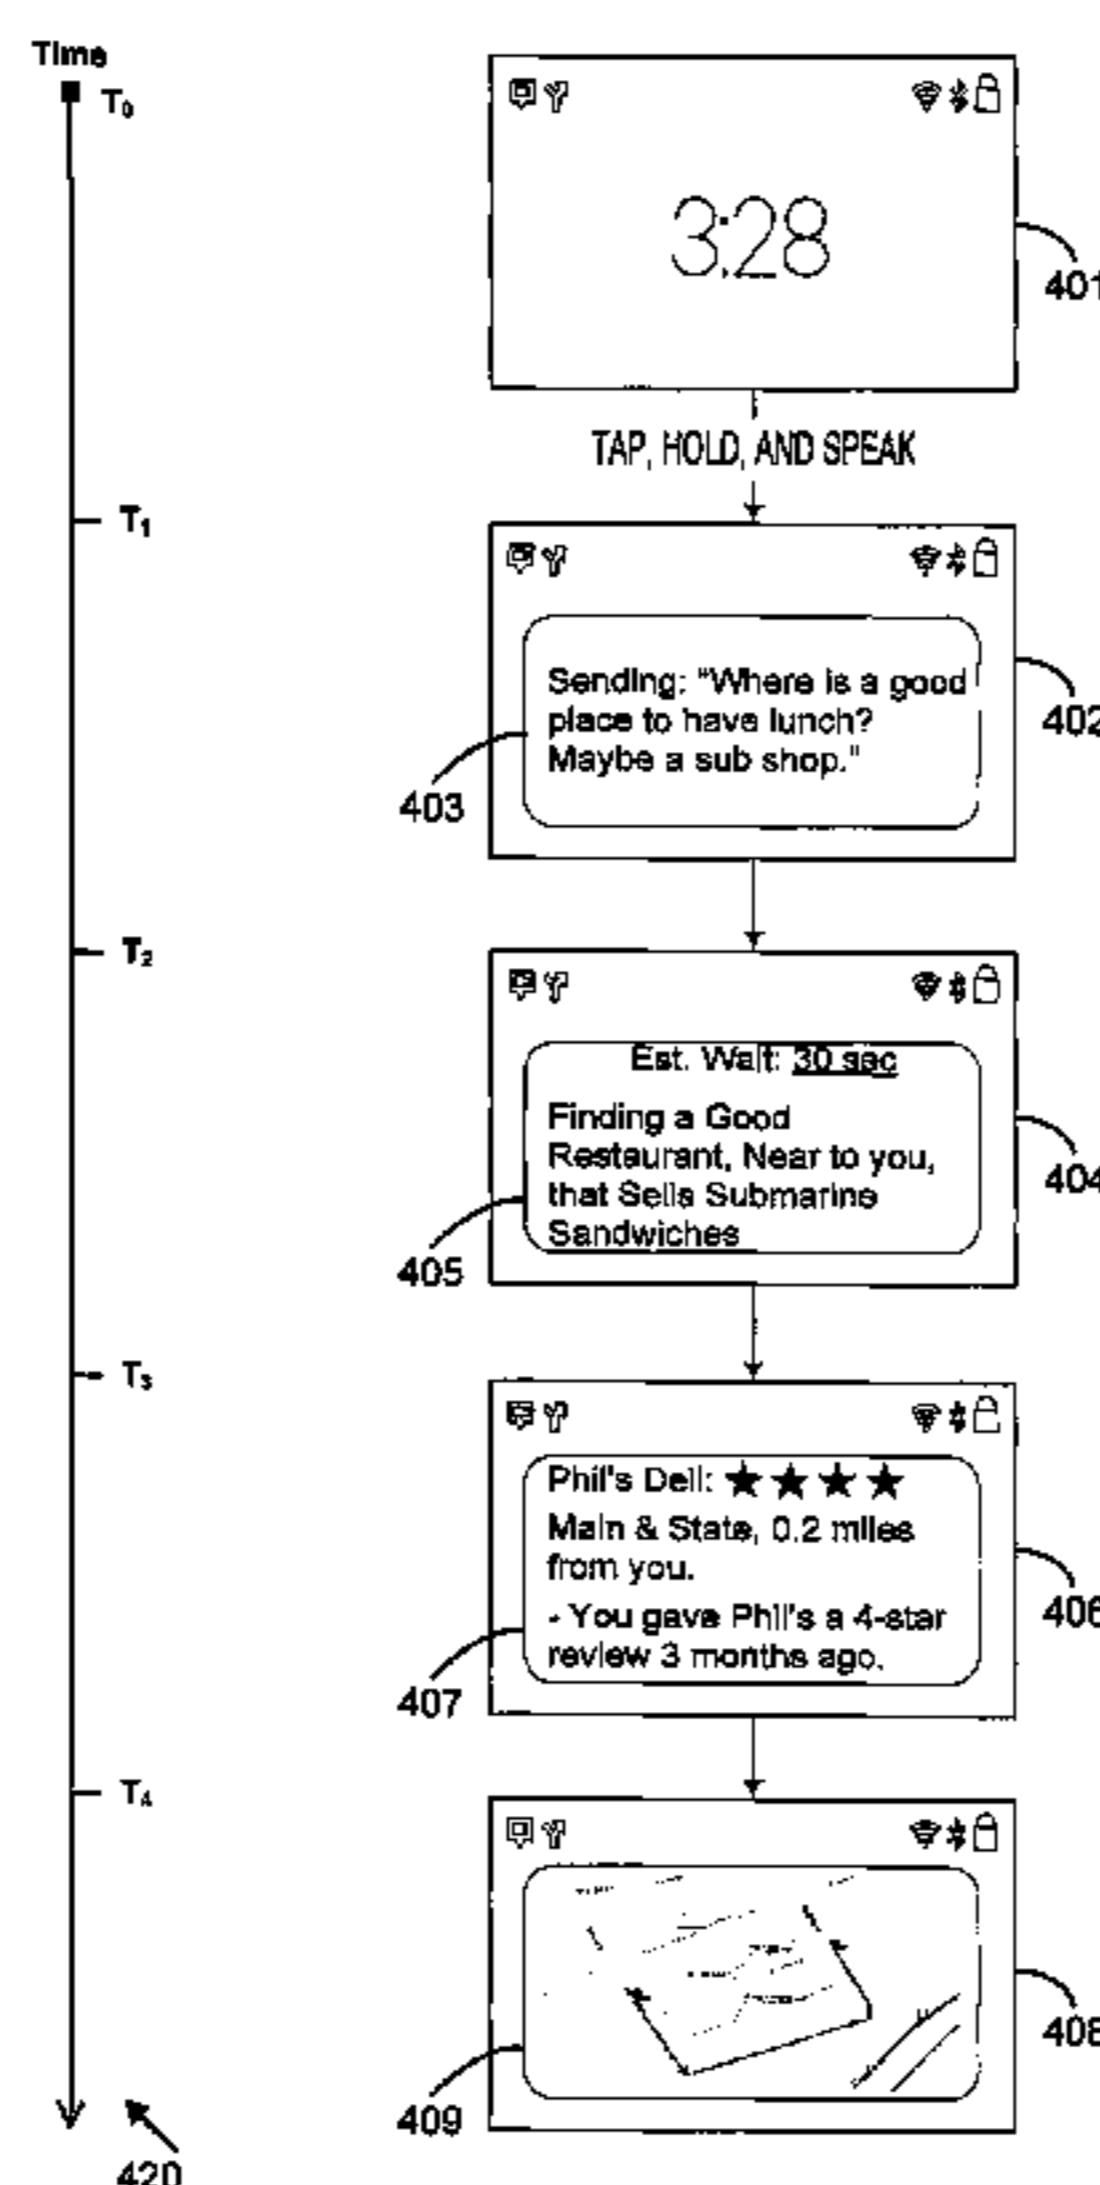 Time
T₀
3:28
401
TAP, HOLD, AND SPEAK
T₁
Sending: "Where is a good
place to have lunch?
Maybe a sub shop."
402
403
T₂
Est. Wait: 30 sec
Finding a Good
Restaurant, Near to you,
that Sells Submarine
Sandwiches
404
405
T₃
Phil's Deli: ★ ★ ★ ★
Main & State, 0.2 miles
from you.
- You gave Phil's a 4-star
review 3 months ago.
406
407
T₄
408
409
420